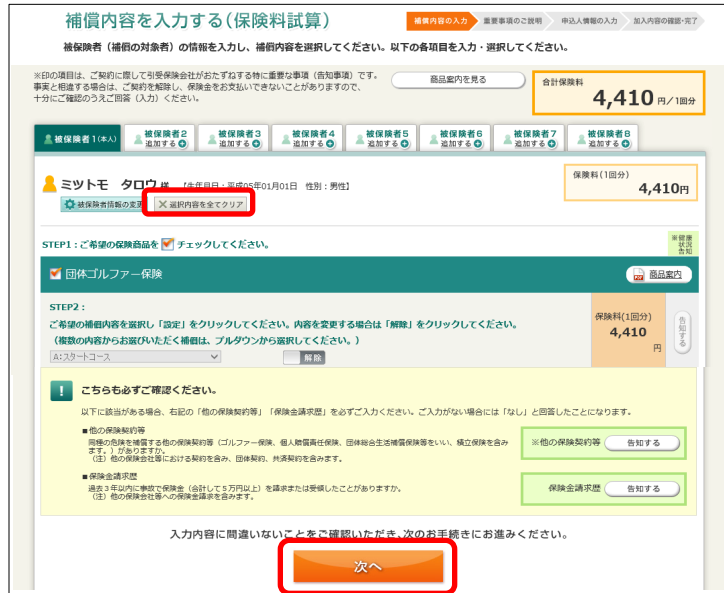 補償内容を入力する(保険料試算)
補償内容の入力 重要事項のご説明 申込人情報の入力 加入内容の確認・完了
被保険者（補償の対象者）の情報を入力し、補償内容を選択してください。以下の各項目を入力・選択してください。
※印の項目は、ご契約に際して引受保険会社がおたずねする特に重要な事項（告知事項）です。
事実と相違する場合は、ご契約を解除し、保険金をお支払いできないことがありますので、
十分にご確認のうえご回答（入力）ください。
商品案内を見る
合計保険料
4,410 円/1回分
被保険者1(本人)
被保険者2 追加する
被保険者3 追加する
被保険者4 追加する
被保険者5 追加する
被保険者6 追加する
被保険者7 追加する
被保険者8 追加する
ミツトモ タロウ 様 【生年月日：平成05年01月01日 性別：男性】
保険料(1回分)
4,410円
被保険者情報の変更
選択内容を全てクリア
STEP1：ご希望の保険商品を チェックしてください。
※健康状況告知
団体ゴルファー保険
PDF 商品案内
STEP2：
ご希望の補償内容を選択し「設定」をクリックしてください。内容を変更する場合は「解除」をクリックしてください。
（複数の内容からお選びいただく補償は、プルダウンから選択してください。）
A:スタートコース
解除
保険料(1回分)
4,410
円
告知する
! こちらも必ずご確認ください。
以下に該当がある場合、右記の「他の保険契約等」「保険金請求歴」を必ずご入力ください。ご入力がない場合には「なし」と回答したことになります。
■他の保険契約等
同種の危険を補償する他の保険契約等（ゴルファー保険、個人賠償責任保険、団体総合生活補償保険等をいい、積立保険を含み
ます。）がありますか。
（注）他の保険会社等における契約を含み、団体契約、共済契約を含みます。
※他の保険契約等 告知する
■保険金請求歴
過去3年以内に事故で保険金（合計して5万円以上）を請求または受領したことがありますか。
（注）他の保険会社等への保険金請求を含みます。
保険金請求歴 告知する
入力内容に間違いないことをご確認いただき､次のお手続きにお進みください。
次へ